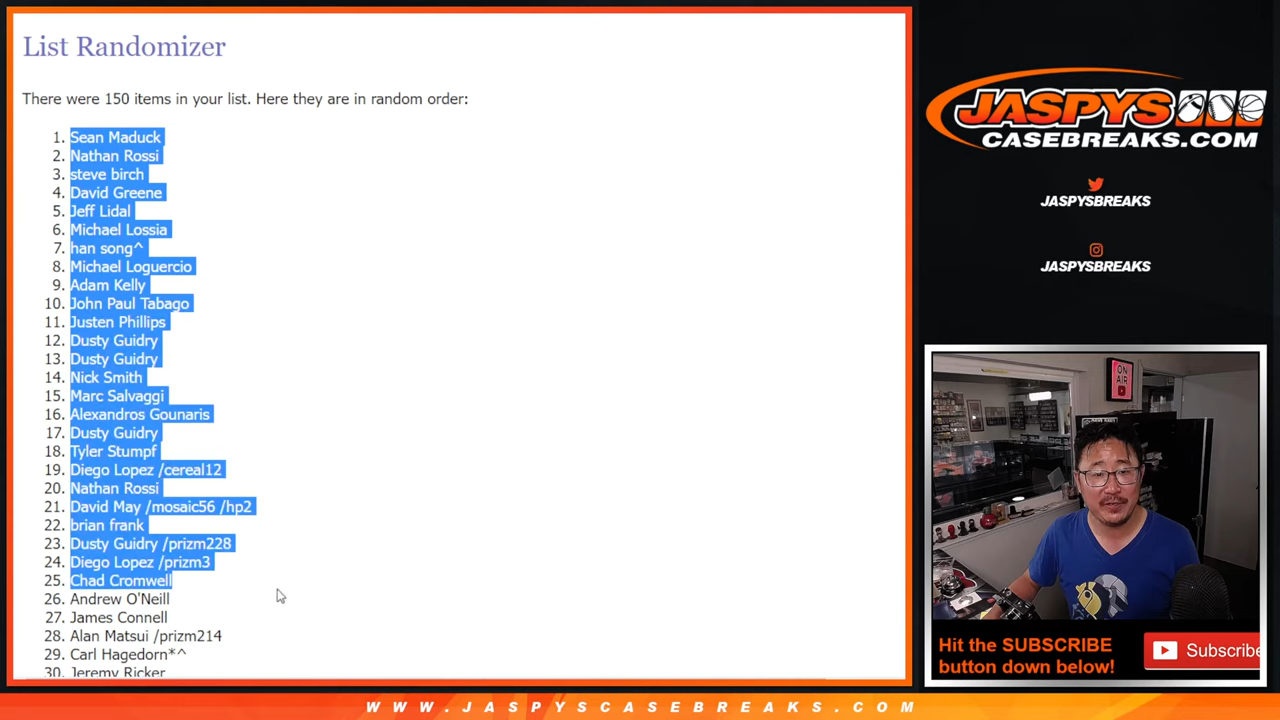 List Randomizer
There were 150 items in your list. Here they are in random order:
1. Sean Maduck
2. Nathan Rossi
3. steve birch
4. David Greene
5. Jeff Lidal
6. Michael Lossia
7. han song^
8. Michael Loguercio
9. Adam Kelly
10. John Paul Tabago
11. Justen Phillips
12. Dusty Guidry
13. Dusty Guidry
14. Nick Smith
15. Marc Salvaggi
16. Alexandros Gounaris
17. Dusty Guidry
18. Tyler Stumpf
19. Diego Lopez /cereal12
20. Nathan Rossi
21. David May /mosaic56 /hp2
22. brian frank
23. Dusty Guidry /prizm228
24. Diego Lopez /prizm3
25. Chad Cromwell
26. Andrew O'Neill
27. James Connell
28. Alan Matsui /prizm214
29. Carl Hagedorn*^
30. Jeremy Ricker
JASPYS
CASEBREAKS.COM
JASPYSBREAKS
JASPYSBREAKS
ON
AIR
Hit the SUBSCRIBE
button down below!
Subscribe
WWW.JASPYSCASEBREAKS.COM